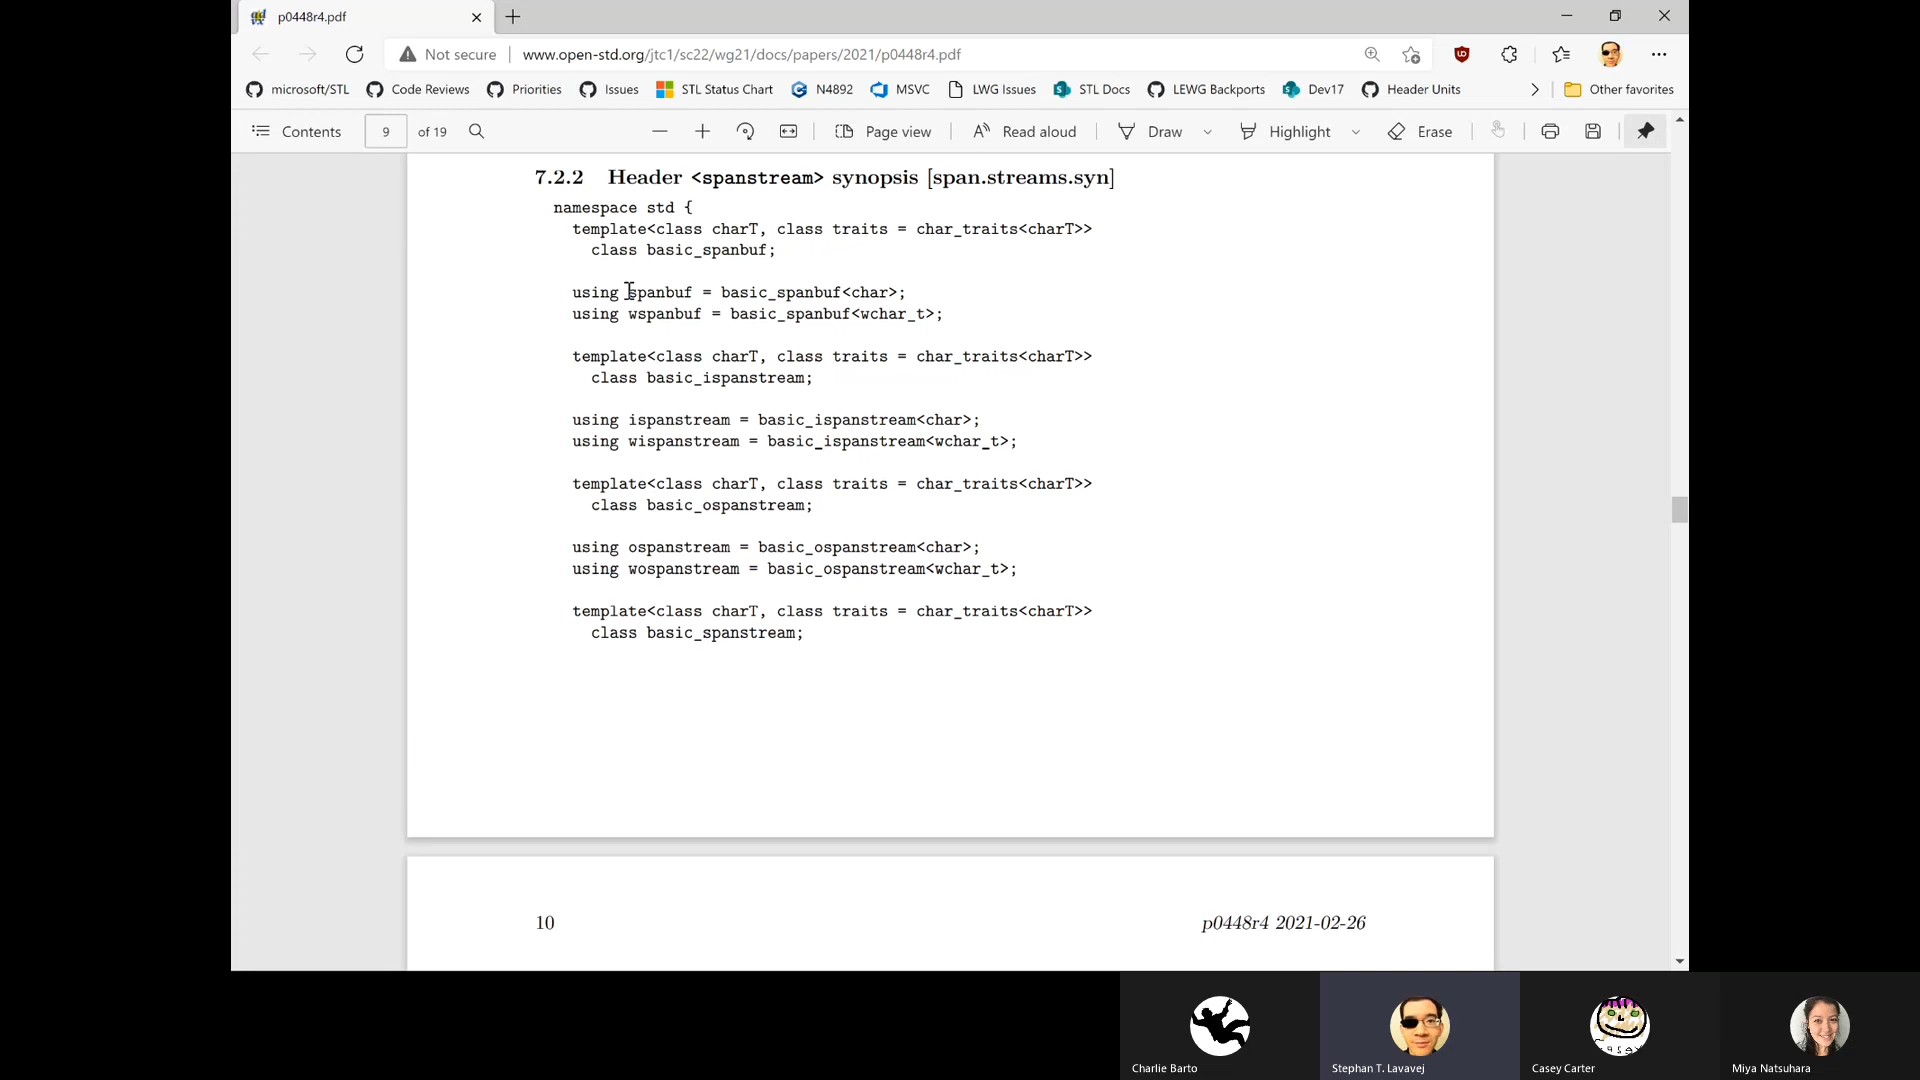 p0448r4.pdf
Not secure www.open-std.org/jtc1/sc22/wg21/docs/papers/2021/p0448r4.pdf
microsoft/STL Code Reviews Priorities Issues STL Status Chart N4892 MSVC LWG Issues STL Docs LEWG Backports Dev17 Header Units Other favorites
Contents 9 of 19 Page view Read aloud Draw Highlight Erase
7.2.2 Header <spanstream> synopsis [span.streams.syn]
namespace std {
template<class charT, class traits = char_traits<charT>>
class basic_spanbuf;
using spanbuf = basic_spanbuf<char>;
using wspanbuf = basic_spanbuf<wchar_t>;
template<class charT, class traits = char_traits<charT>>
class basic_ispanstream;
using ispanstream = basic_ispanstream<char>;
using wispanstream = basic_ispanstream<wchar_t>;
template<class charT, class traits = char_traits<charT>>
class basic_ospanstream;
using ospanstream = basic_ospanstream<char>;
using wospanstream = basic_ospanstream<wchar_t>;
template<class charT, class traits = char_traits<charT>>
class basic_spanstream;
10 p0448r4 2021-02-26
Charlie Barto Stephan T. Lavavej Casey Carter Miya Natsuhara